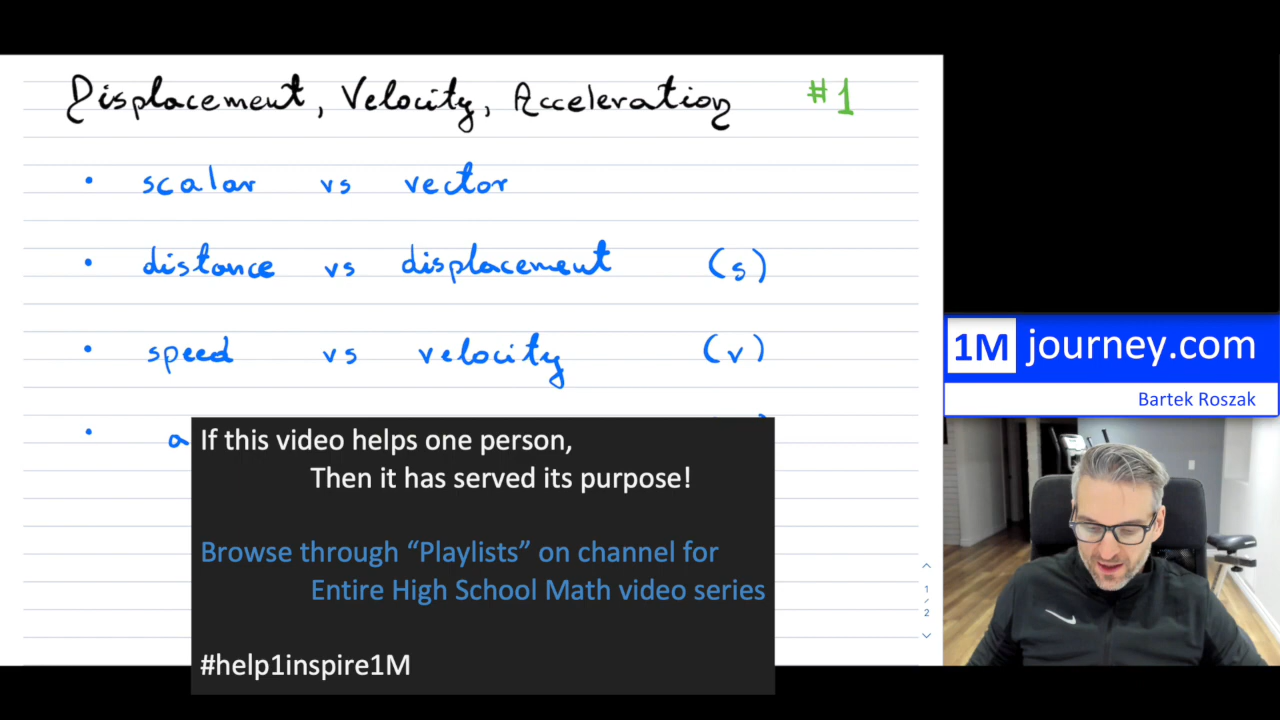 Displacement, Velocity, Acceleration #1
• scalar vs vector
• distance vs displacement (s)
• speed vs velocity (v)
• a
If this video helps one person,
Then it has served its purpose!
Browse through “Playlists” on channel for
Entire High School Math video series
#help1inspire1M
1M journey.com
Bartek Roszak
1
/
2